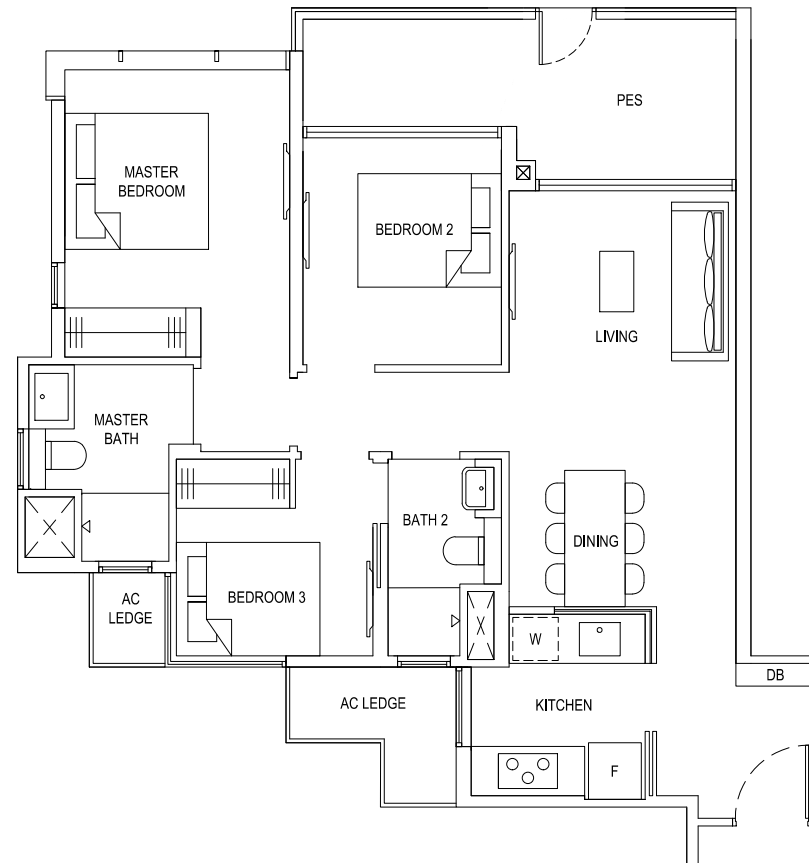 PES
MASTER
BEDROOM
BEDROOM 2
LIVING
MASTER
BATH
BATH 2
DINING
AC
LEDGE
BEDROOM 3
W
DB
AC LEDGE
KITCHEN
F